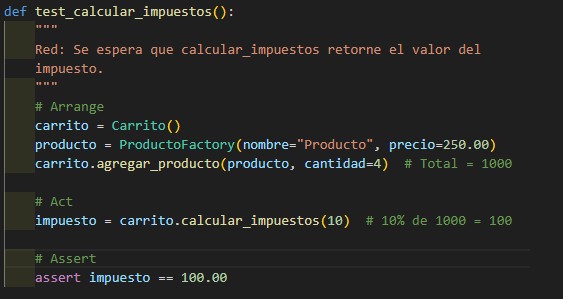 def test_calcular_impuestos():
    """
    Red: Se espera que calcular_impuestos retorne el valor del
    impuesto.
    """
    # Arrange
    carrito = Carrito()
    producto = ProductoFactory(nombre="Producto", precio=250.00)
    carrito.agregar_producto(producto, cantidad=4)  # Total = 1000

    # Act
    impuesto = carrito.calcular_impuestos(10)  # 10% de 1000 = 100

    # Assert
    assert impuesto == 100.00